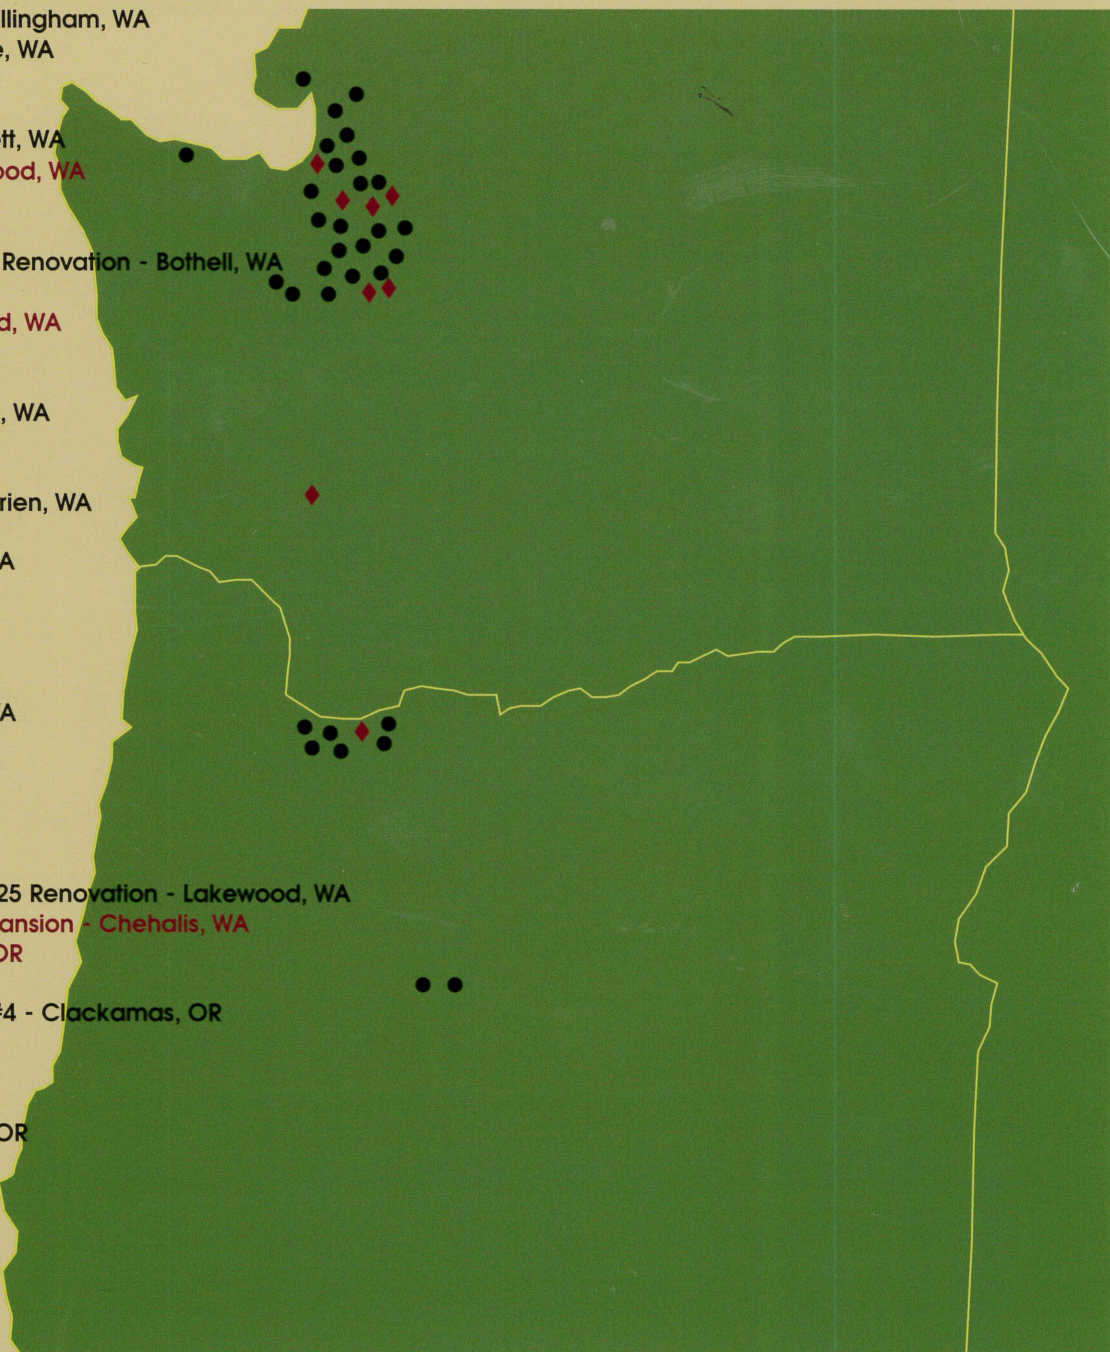 llingham, WA
e, WA
tt, WA
ood, WA
Renovation - Bothell, WA
d, WA
, WA
rien, WA
A
VA
25 Renovation - Lakewood, WA
ansion - Chehalis, WA
OR
#4 - Clackamas, OR
OR